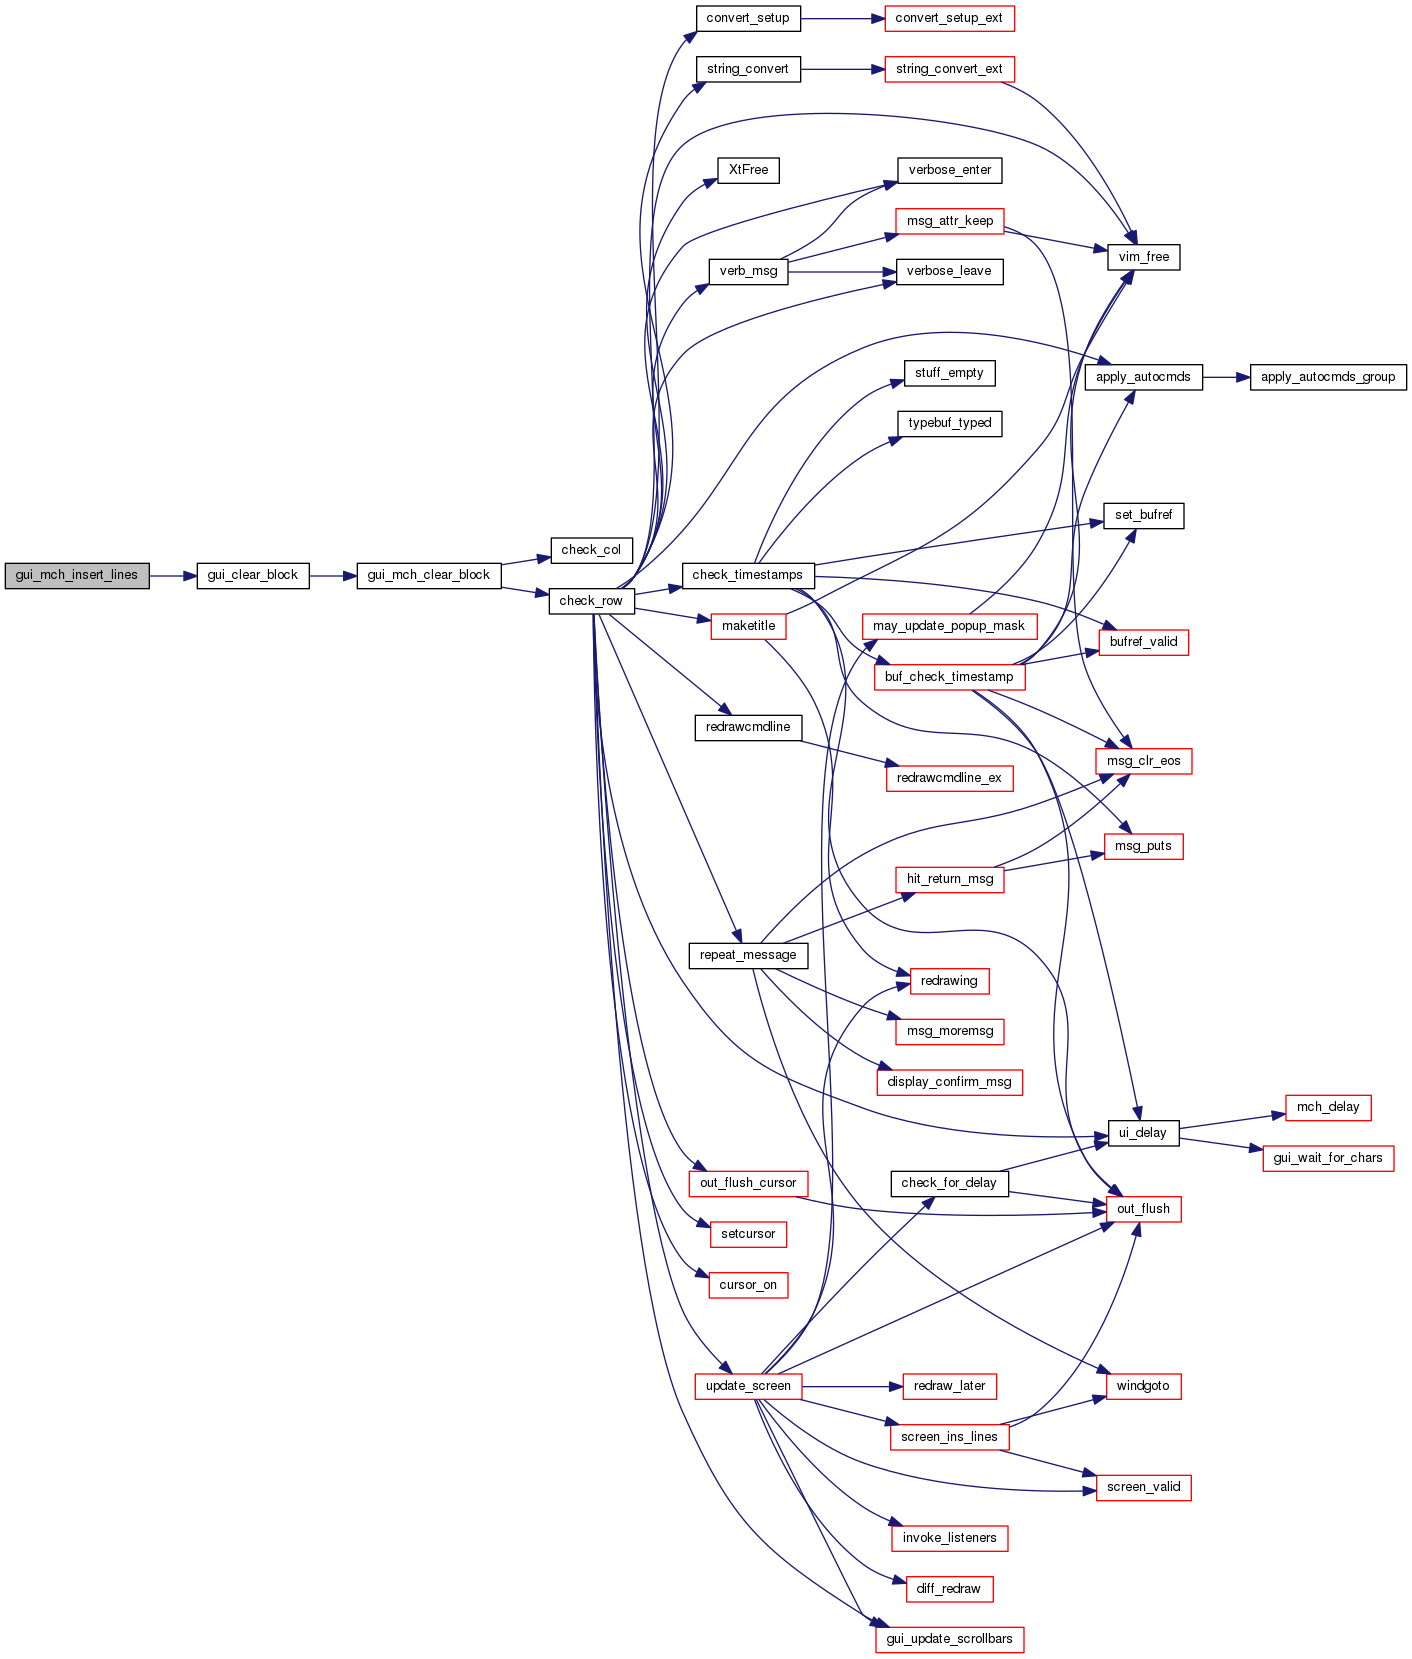 convert_setup
convert_setup_ext
string_convert
string_convert_ext
XtFree
verbose_enter
msg_attr_keep
vim_free
verb_msg
verbose_leave
stuff_empty
apply_autocmds
apply_autocmds_group
typebuf_typed
set_bufref
check_col
gui_mch_insert_lines
gui_clear_block
gui_mch_clear_block
check_timestamps
check_row
maketitle
may_update_popup_mask
bufref_valid
buf_check_timestamp
redrawcmdline
msg_clr_eos
redrawcmdline_ex
msg_puts
hit_return_msg
repeat_message
redrawing
msg_moremsg
display_confirm_msg
mch_delay
ui_delay
gui_wait_for_chars
out_flush_cursor
check_for_delay
out_flush
setcursor
cursor_on
update_screen
redraw_later
windgoto
screen_ins_lines
screen_valid
invoke_listeners
diff_redraw
gui_update_scrollbars